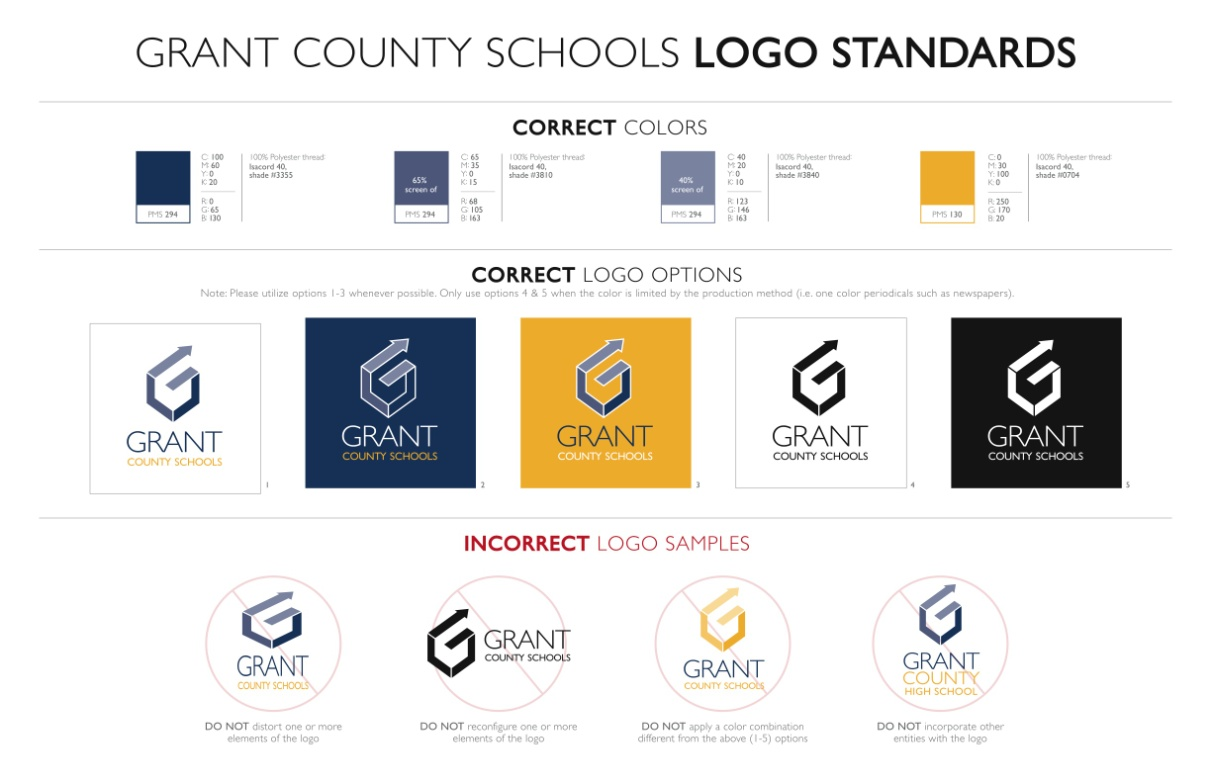 GRANT COUNTY SCHOOLS LOGO STANDARDS
CORRECT COLORS
PMS 294
C: 100
M: 60
Y: 0
K: 20
R: 0
G: 65
B: 130
100% Polyester thread
Isacord 40,
shade #3355
65%
screen of
PMS 294
C: 65
M: 35
Y: 0
K: 15
R: 68
G: 105
B: 163
100% Polyester thread
Isacord 40,
shade #3810
40%
screen of
PMS 294
C: 40
M: 20
Y: 0
K: 10
R: 123
G: 146
B: 163
100% Polyester thread
Isacord 40,
shade #3840
PMS 130
C: 0
M: 30
Y: 100
K: 0
R: 250
G: 170
B: 20
100% Polyester thread
Isacord 40,
shade #0704
CORRECT LOGO OPTIONS
Note: Please utilize options 1-3 whenever possible. Only use options 4 & 5 when the color is limited by the production method (i.e. one color periodicals such as newspapers).
GRANT
COUNTY SCHOOLS
1
GRANT
COUNTY SCHOOLS
2
GRANT
COUNTY SCHOOLS
3
GRANT
COUNTY SCHOOLS
4
GRANT
COUNTY SCHOOLS
5
INCORRECT LOGO SAMPLES
GRANT
COUNTY SCHOOLS
DO NOT distort one or more
elements of the logo
GRANT
COUNTY SCHOOLS
DO NOT reconfigure one or more
elements of the logo
GRANT
COUNTY SCHOOLS
DO NOT apply a color combination
different from the above (1-5) options
GRANT
COUNTY
HIGH SCHOOL
DO NOT incorporate other
entities with the logo